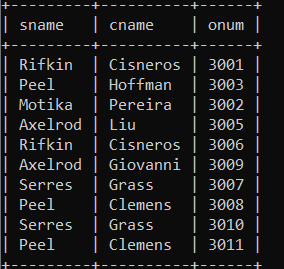 +---------+----------+------+
| sname   | cname    | onum |
+---------+----------+------+
| Rifkin  | Cisneros | 3001 |
| Peel    | Hoffman  | 3003 |
| Motika  | Pereira  | 3002 |
| Axelrod | Liu      | 3005 |
| Rifkin  | Cisneros | 3006 |
| Axelrod | Giovanni | 3009 |
| Serres  | Grass    | 3007 |
| Peel    | Clemens  | 3008 |
| Serres  | Grass    | 3010 |
| Peel    | Clemens  | 3011 |
+---------+----------+------+